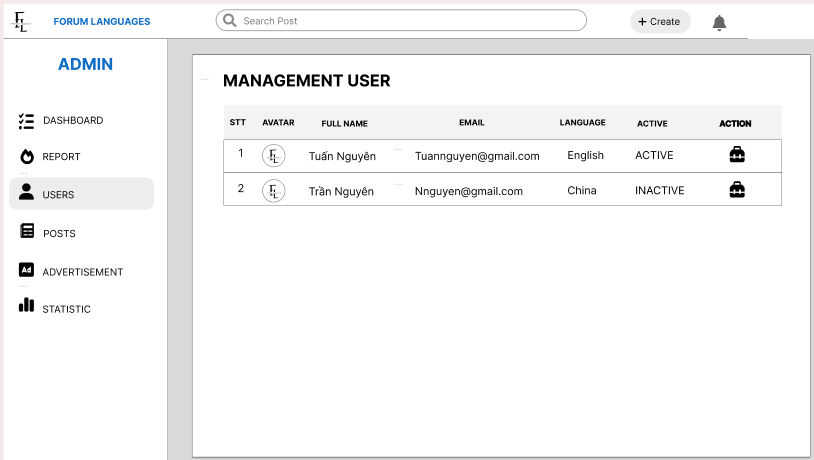 FL FORUM LANGUAGES Search Post + Create
ADMIN
DASHBOARD
REPORT
USERS
POSTS
Ad ADVERTISEMENT
STATISTIC
MANAGEMENT USER
STT AVATAR FULL NAME EMAIL LANGUAGE ACTIVE ACTION
1 FL Tuấn Nguyên Tuannguyen@gmail.com English ACTIVE
2 FL Trần Nguyên Nnguyen@gmail.com China INACTIVE